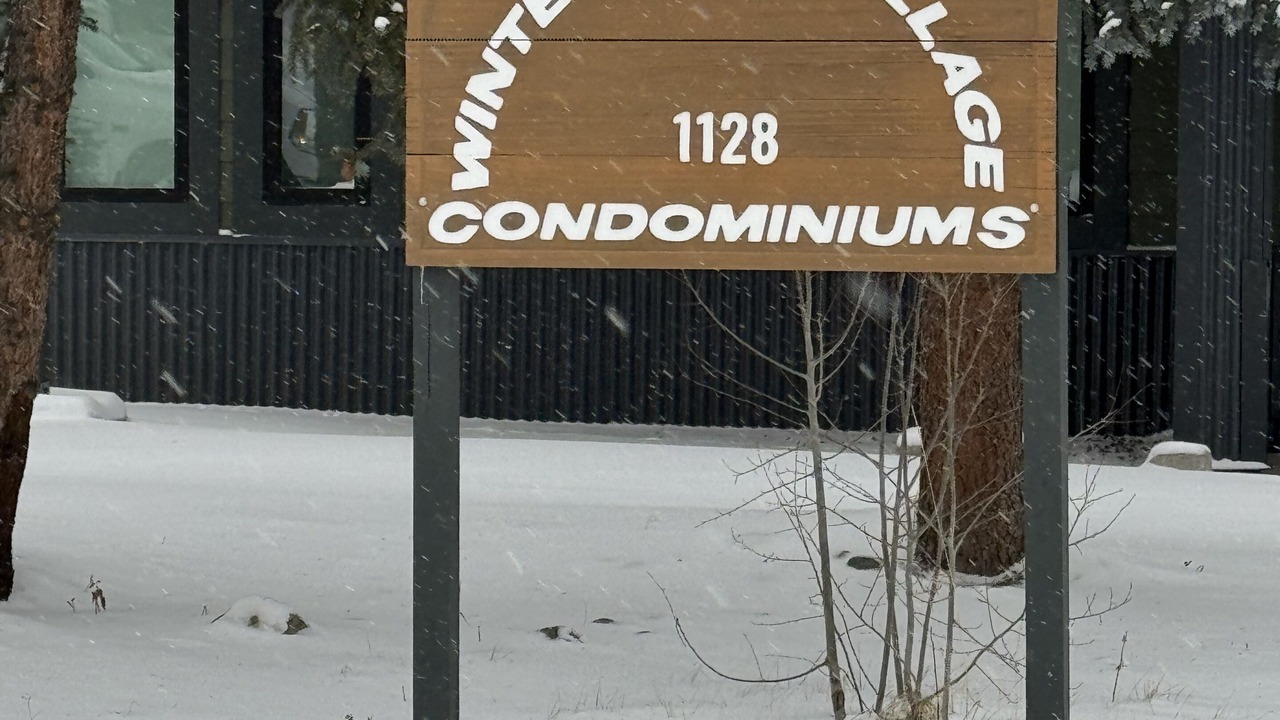 WINTE
LLAGE
1128
CONDOMINIUMS